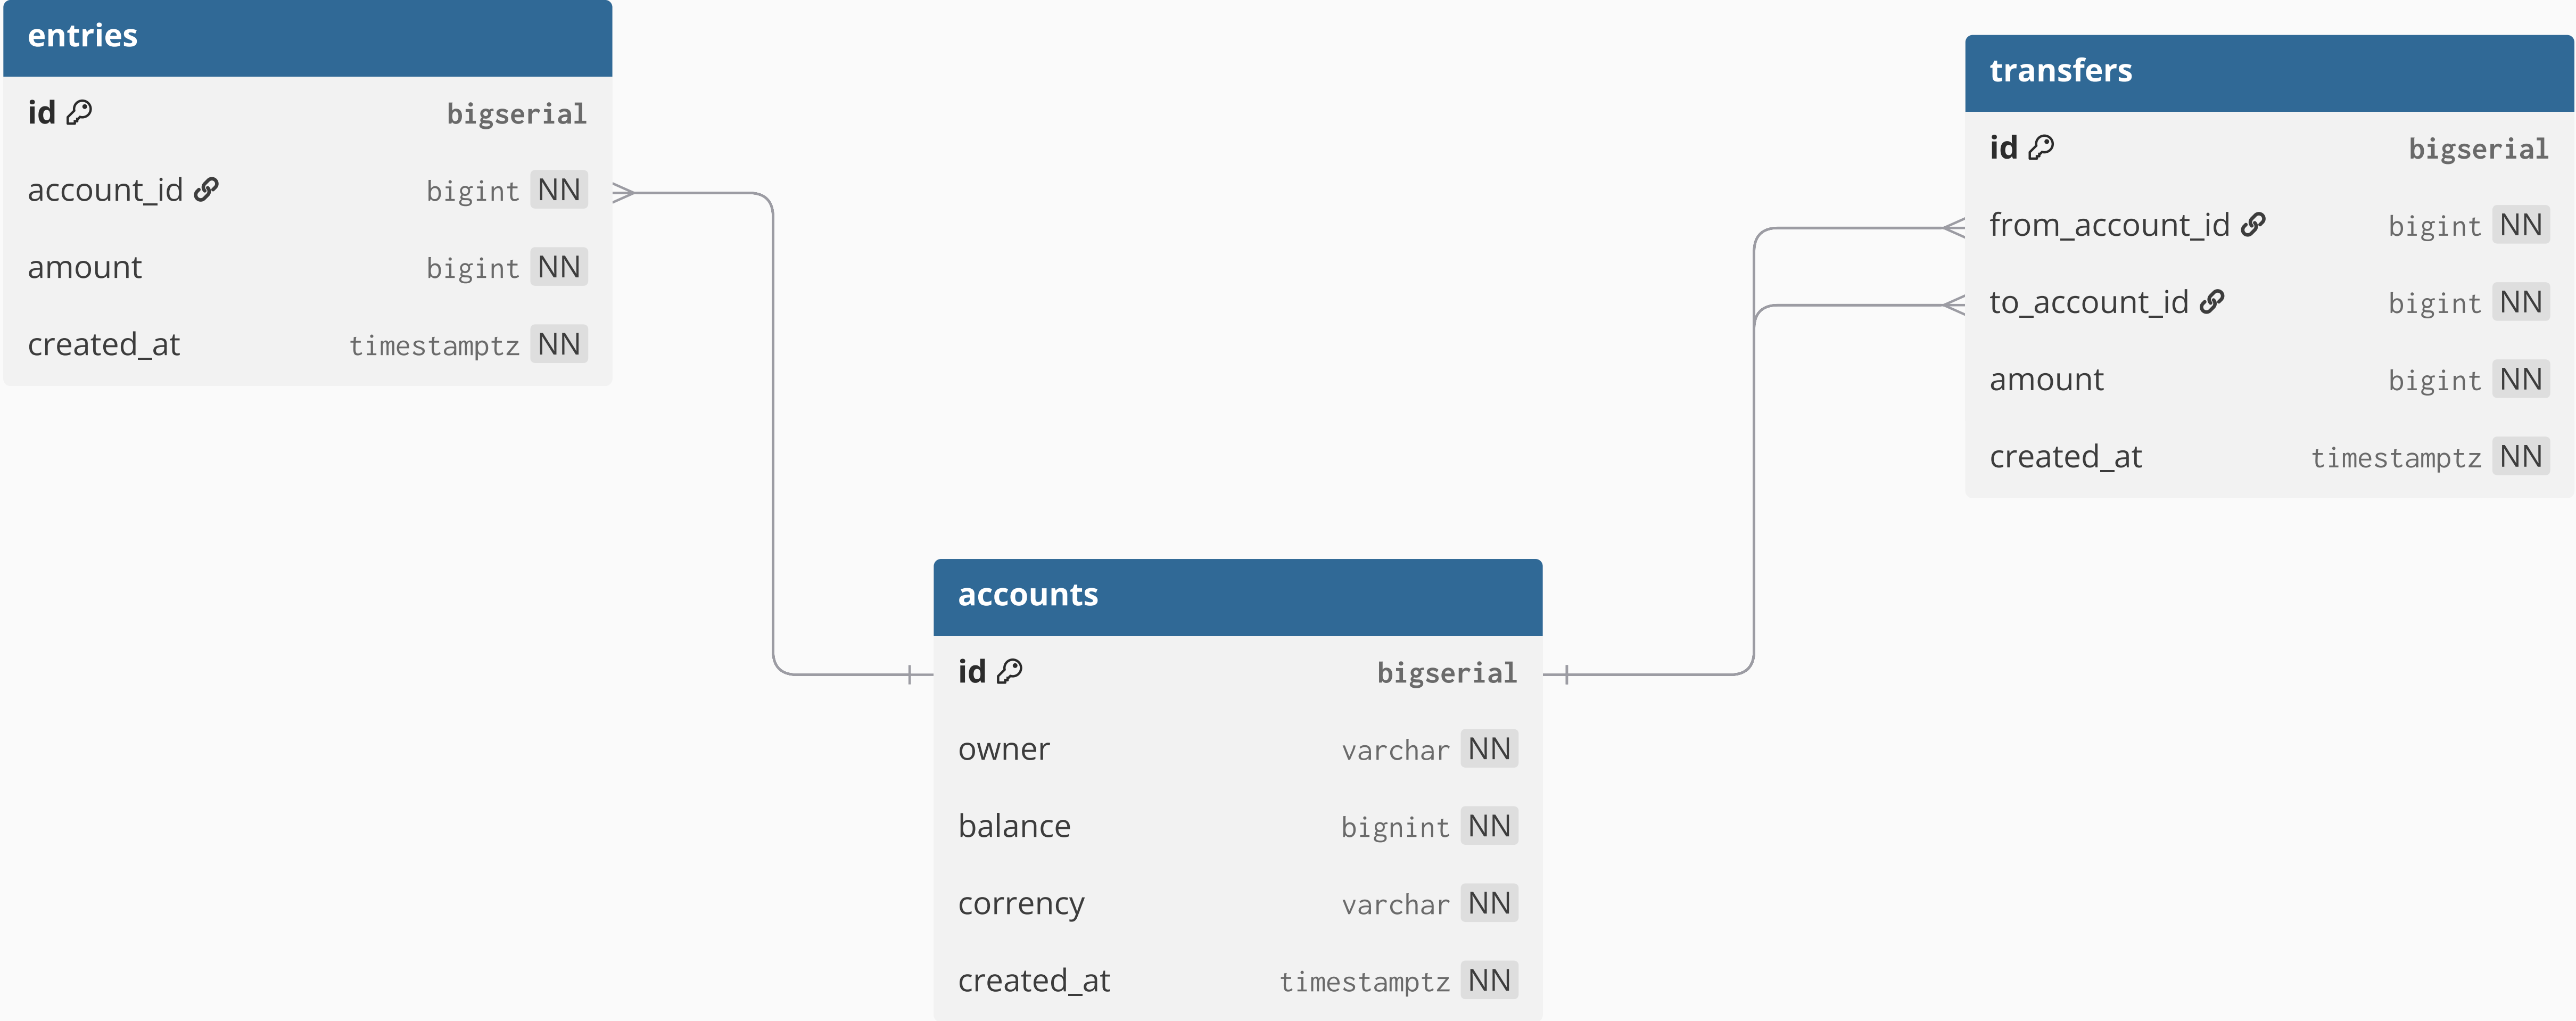 entries
id bigserial
account_id bigint NN
amount bigint NN
created_at timestamptz NN
transfers
id bigserial
from_account_id bigint NN
to_account_id bigint NN
amount bigint NN
created_at timestamptz NN
accounts
id bigserial
owner varchar NN
balance bignint NN
corrency varchar NN
created_at timestamptz NN